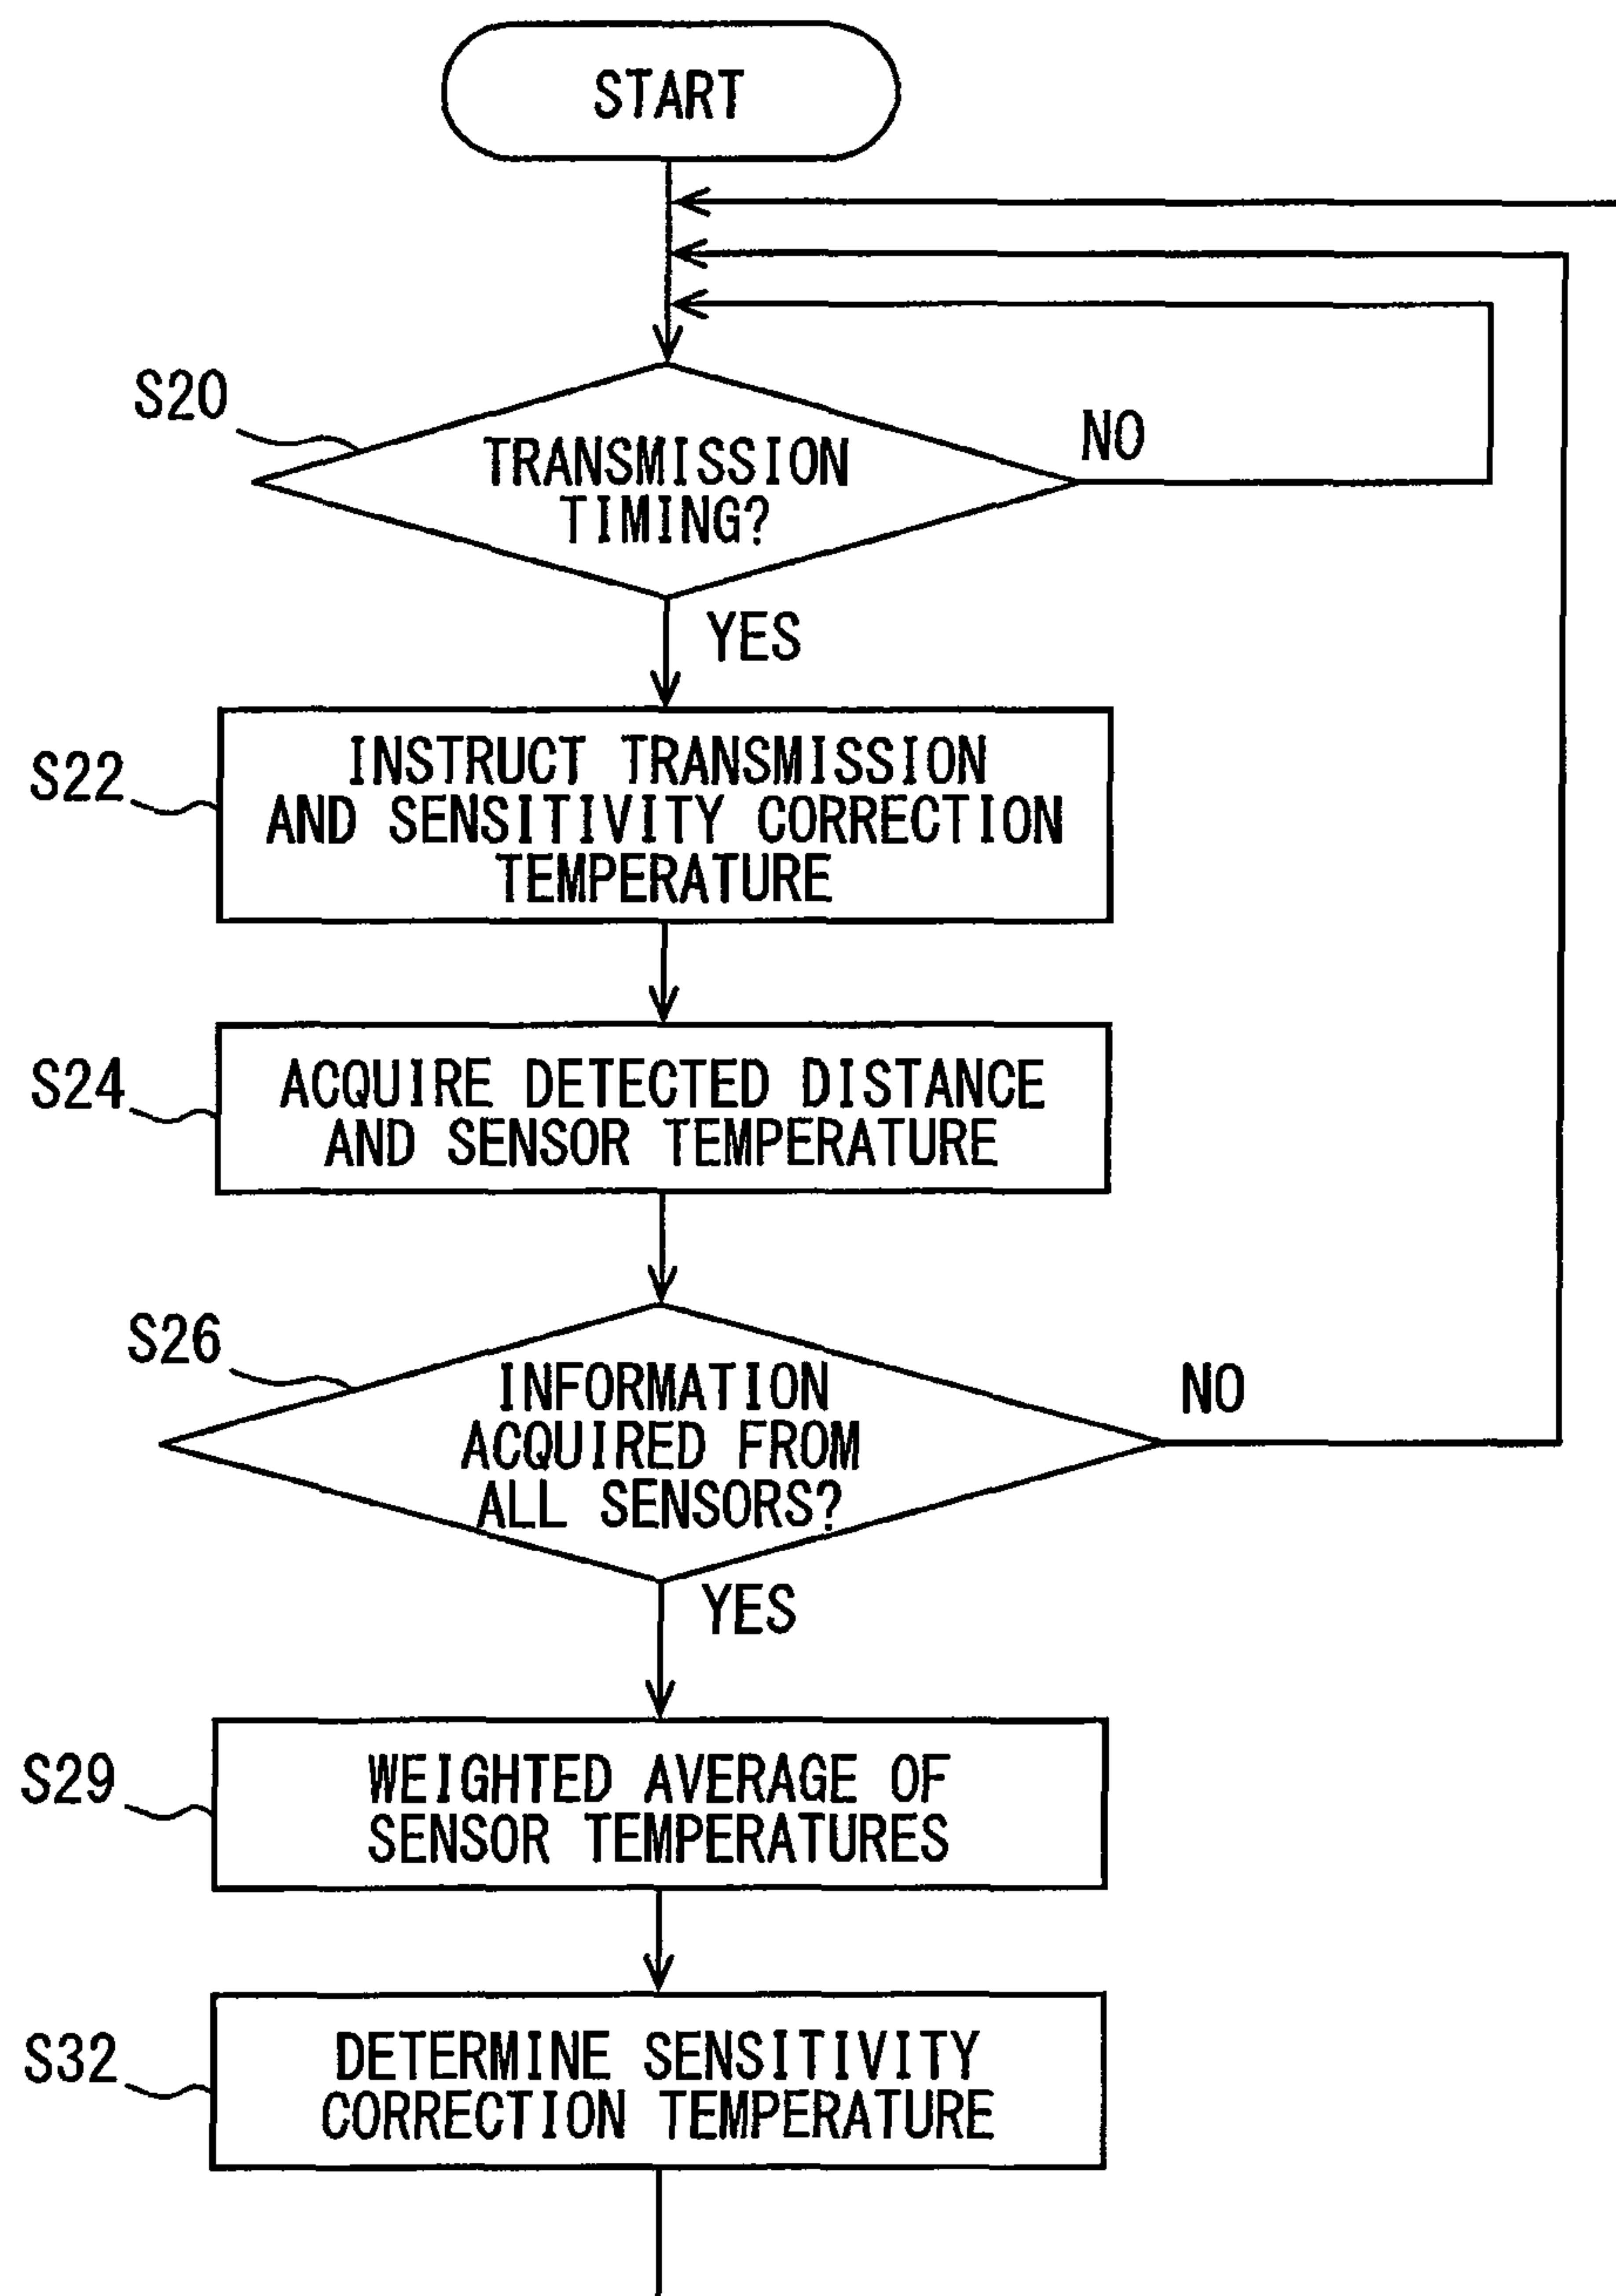 START
S20
TRANSMISSION
TIMING?
NO
YES
S22
INSTRUCT TRANSMISSION
AND SENSITIVITY CORRECTION
TEMPERATURE
S24
ACQUIRE DETECTED DISTANCE
AND SENSOR TEMPERATURE
S26
INFORMATION
ACQUIRED FROM
ALL SENSORS?
NO
YES
S29
WEIGHTED AVERAGE OF
SENSOR TEMPERATURES
S32
DETERMINE SENSITIVITY
CORRECTION TEMPERATURE